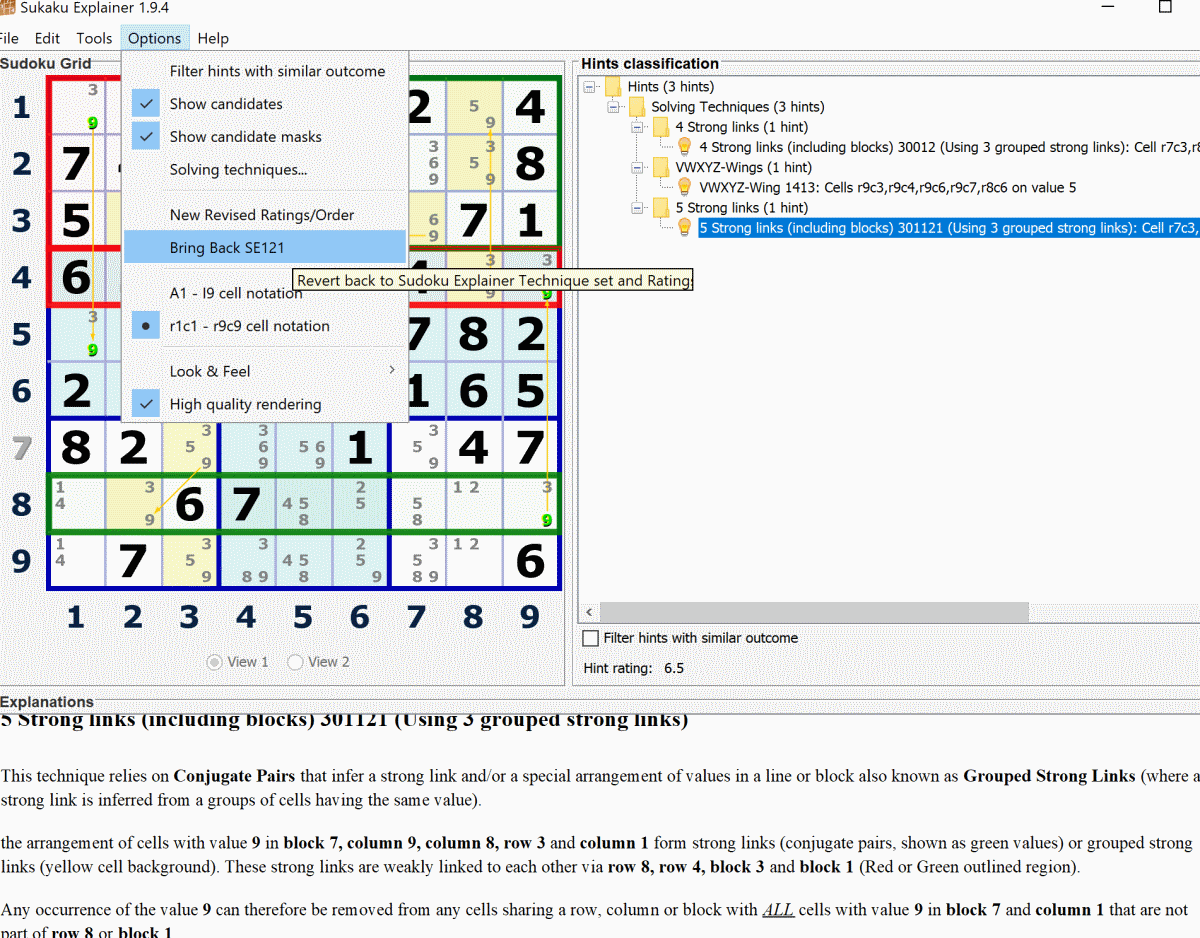 Sukaku Explainer 1.9.4
File Edit Tools Options Help
Sudoku Grid
Filter hints with similar outcome
Show candidates
Show candidate masks
Solving techniques...
New Revised Ratings/Order
Bring Back SE121
Revert back to Sudoku Explainer Technique set and Ratings
A1 - I9 cell notation
r1c1 - r9c9 cell notation
Look & Feel
High quality rendering
1 3 9 2 5 9 4
2 7 3 6 9 3 5 9 8
3 5 6 9 7 1
4 6 4 3 9 3 9
5 3 9 7 8 2
6 2 1 6 5
7 8 2 3 5 9 3 6 9 5 6 9 1 3 5 9 4 7
8 1 4 3 9 6 7 4 5 8 2 5 5 8 1 2 3 9
9 1 4 7 3 5 9 3 8 9 4 5 8 2 5 9 3 5 8 9 1 2 6
1 2 3 4 5 6 7 8 9
View 1 View 2
Hints classification
Hints (3 hints)
Solving Techniques (3 hints)
4 Strong links (1 hint)
4 Strong links (including blocks) 30012 (Using 3 grouped strong links): Cell r7c3,r8
VWXYZ-Wings (1 hint)
VWXYZ-Wing 1413: Cells r9c3,r9c4,r9c6,r9c7,r8c6 on value 5
5 Strong links (1 hint)
5 Strong links (including blocks) 301121 (Using 3 grouped strong links): Cell r7c3,
Filter hints with similar outcome
Hint rating: 6.5
Explanations
5 Strong links (including blocks) 301121 (Using 3 grouped strong links)
This technique relies on Conjugate Pairs that infer a strong link and/or a special arrangement of values in a line or block also known as Grouped Strong Links (where a
strong link is inferred from a groups of cells having the same value).
the arrangement of cells with value 9 in block 7, column 9, column 8, row 3 and column 1 form strong links (conjugate pairs, shown as green values) or grouped strong
links (yellow cell background). These strong links are weakly linked to each other via row 8, row 4, block 3 and block 1 (Red or Green outlined region).
Any occurrence of the value 9 can therefore be removed from any cells sharing a row, column or block with ALL cells with value 9 in block 7 and column 1 that are not
part of row 8 or block 1